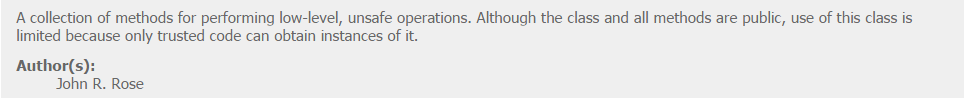 A collection of methods for performing low-level, unsafe operations. Although the class and all methods are public, use of this class is
limited because only trusted code can obtain instances of it.
Author(s):
John R. Rose